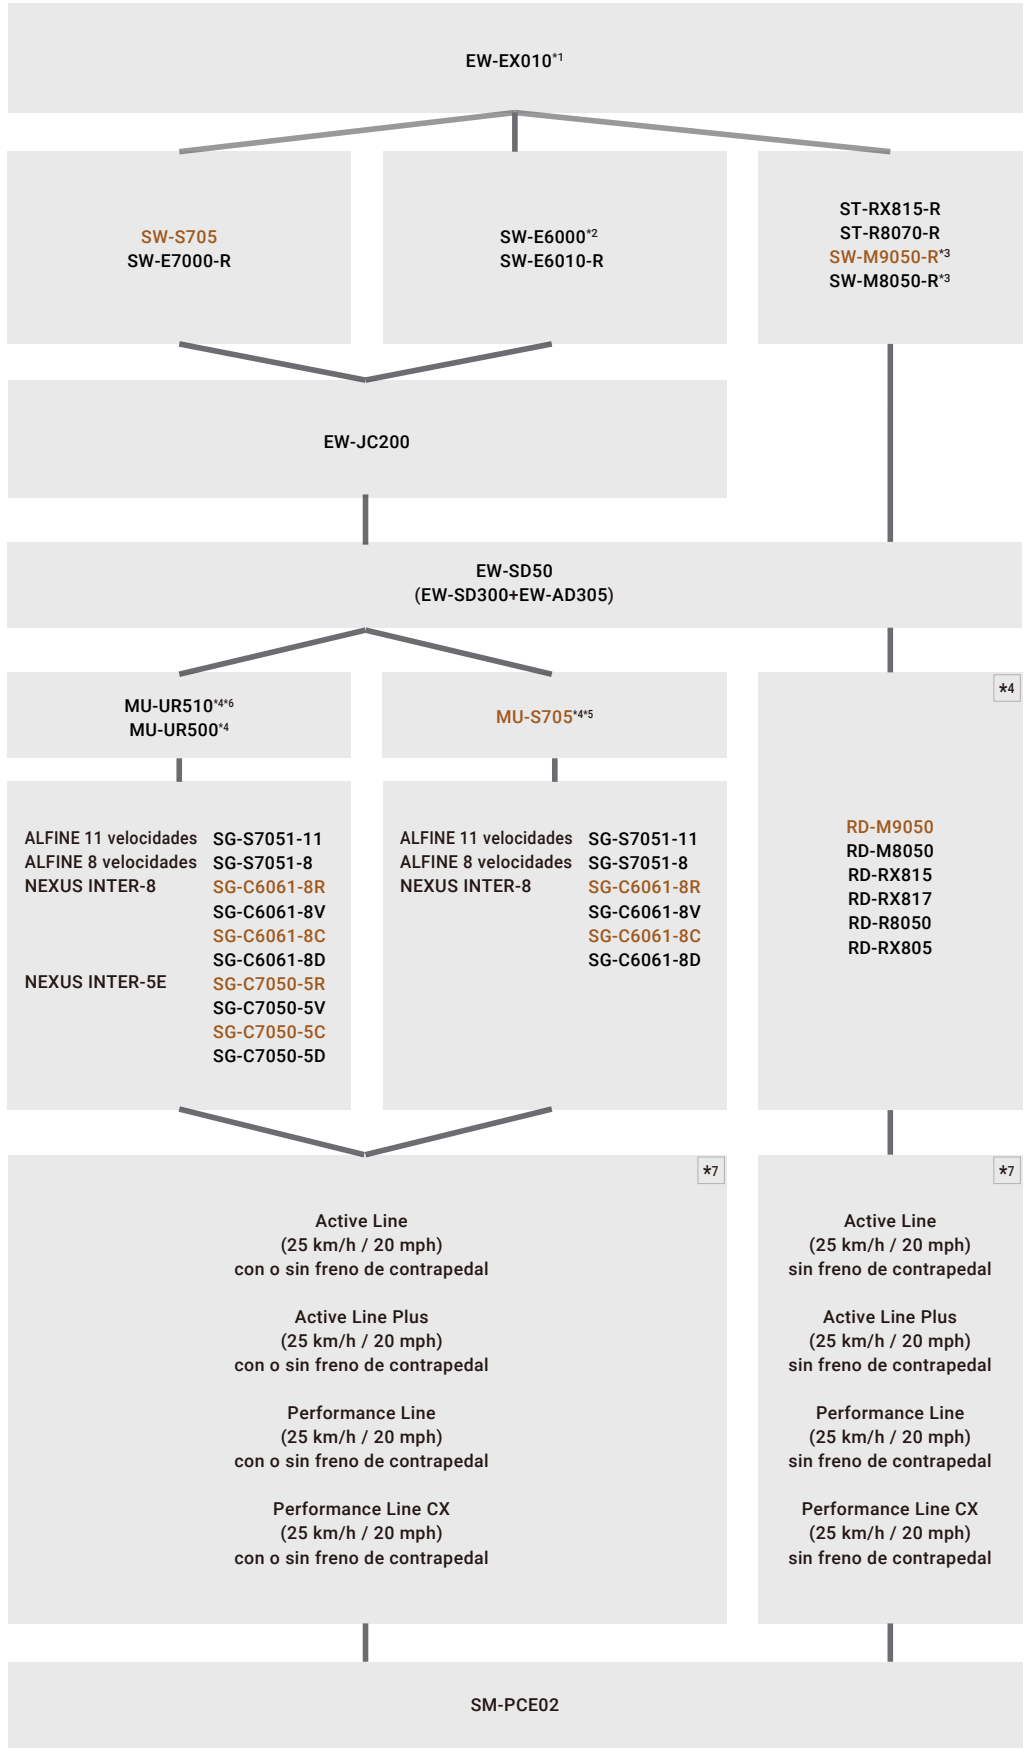 EW-EX010*1
SW-S705
SW-E7000-R
SW-E6000*2
SW-E6010-R
ST-RX815-R
ST-R8070-R
SW-M9050-R*3
SW-M8050-R*3
EW-JC200
EW-SD50
(EW-SD300+EW-AD305)
MU-UR510*4*6
MU-UR500*4
MU-S705*4*5
*4
ALFINE 11 velocidades SG-S7051-11
ALFINE 8 velocidades SG-S7051-8
NEXUS INTER-8 SG-C6061-8R
SG-C6061-8V
SG-C6061-8C
SG-C6061-8D
NEXUS INTER-5E SG-C7050-5R
SG-C7050-5V
SG-C7050-5C
SG-C7050-5D
ALFINE 11 velocidades SG-S7051-11
ALFINE 8 velocidades SG-S7051-8
NEXUS INTER-8 SG-C6061-8R
SG-C6061-8V
SG-C6061-8C
SG-C6061-8D
RD-M9050
RD-M8050
RD-RX815
RD-RX817
RD-R8050
RD-RX805
*7
Active Line
(25 km/h / 20 mph)
con o sin freno de contrapedal
Active Line Plus
(25 km/h / 20 mph)
con o sin freno de contrapedal
Performance Line
(25 km/h / 20 mph)
con o sin freno de contrapedal
Performance Line CX
(25 km/h / 20 mph)
con o sin freno de contrapedal
*7
Active Line
(25 km/h / 20 mph)
sin freno de contrapedal
Active Line Plus
(25 km/h / 20 mph)
sin freno de contrapedal
Performance Line
(25 km/h / 20 mph)
sin freno de contrapedal
Performance Line CX
(25 km/h / 20 mph)
sin freno de contrapedal
SM-PCE02